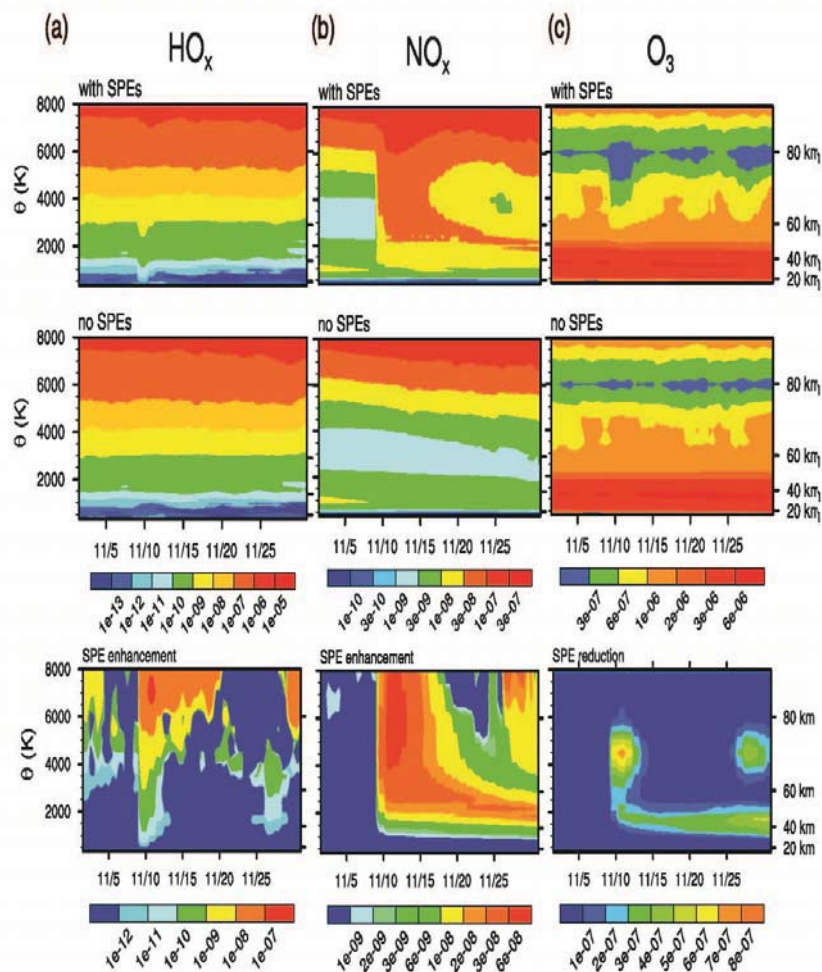 (a) HOx (b) NOx (c) O3
with SPEs with SPEs with SPEs
8000
6000
4000
2000
Θ (K)
80 km
60 km
40 km
20 km
no SPEs no SPEs no SPEs
8000
6000
4000
2000
Θ (K)
80 km
60 km
40 km
20 km
11/5 11/10 11/15 11/20 11/25 11/5 11/10 11/15 11/20 11/25 11/5 11/10 11/15 11/20 11/25
1e-13 1e-12 1e-11 1e-10 1e-09 1e-08 1e-07 1e-06 1e-05
1e-10 3e-10 1e-09 3e-09 1e-08 3e-08 1e-07 3e-07
3e-07 6e-07 1e-06 2e-06 3e-06 6e-06
SPE enhancement SPE enhancement SPE reduction
8000
6000
4000
2000
Θ (K)
80 km
60 km
40 km
20 km
11/5 11/10 11/15 11/20 11/25 11/5 11/10 11/15 11/20 11/25 11/5 11/10 11/15 11/20 11/25
1e-12 1e-11 1e-10 1e-09 1e-08 1e-07
1e-09 2e-09 3e-09 6e-09 1e-08 2e-08 3e-08 6e-08
1e-07 2e-07 3e-07 4e-07 5e-07 6e-07 7e-07 8e-07